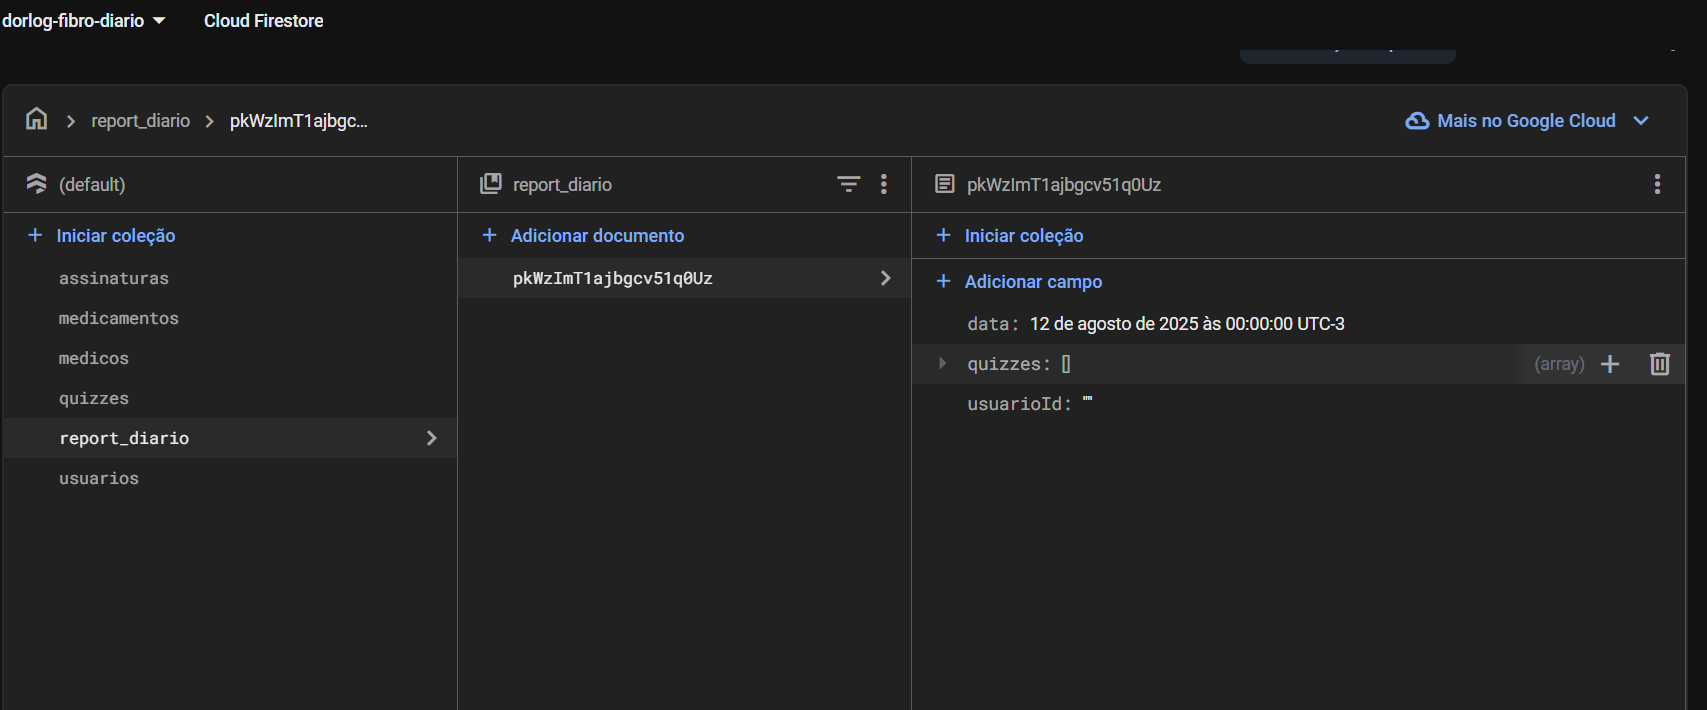 dorlog-fibro-diario Cloud Firestore
report_diario pkWzImT1ajbgc... Mais no Google Cloud
(default) report_diario pkWzImT1ajbgcv51q0Uz
+ Iniciar coleção + Adicionar documento + Iniciar coleção
assinaturas pkWzImT1ajbgcv51q0Uz + Adicionar campo
medicamentos data: 12 de agosto de 2025 às 00:00:00 UTC-3
medicos quizzes: [] (array)
quizzes usuarioId: ""
report_diario
usuarios